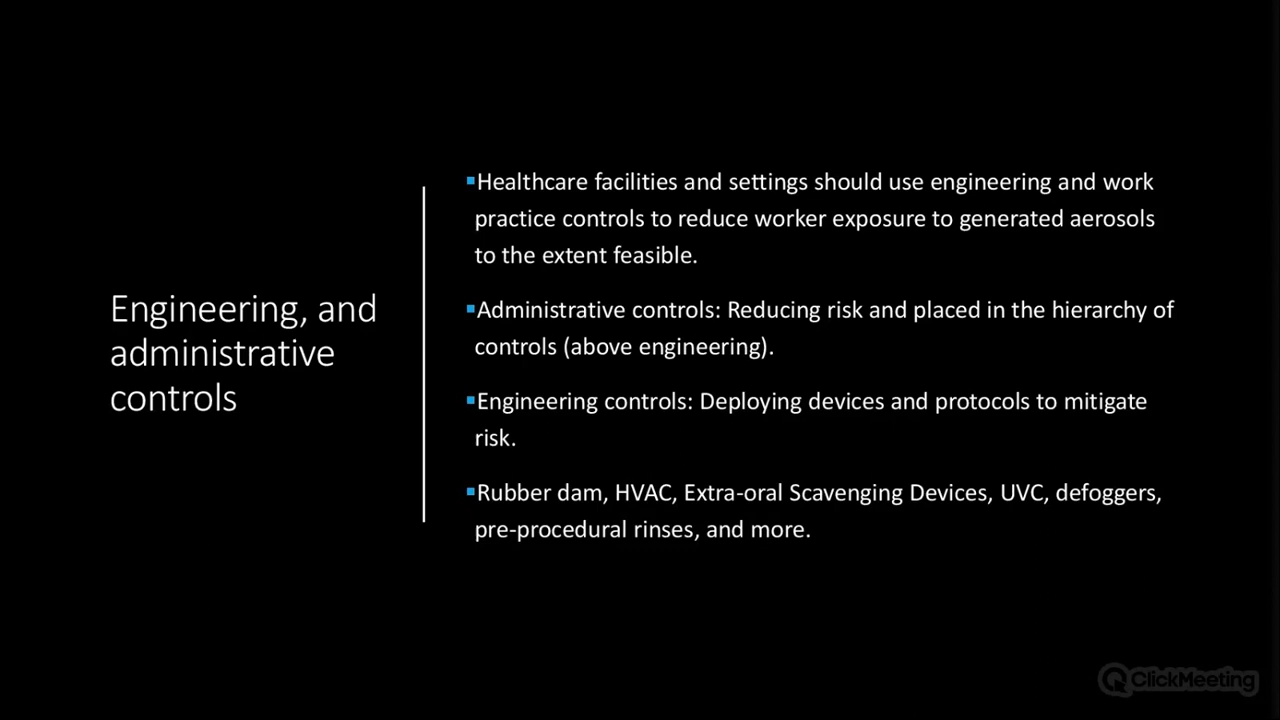 Engineering, and
administrative
controls
▪Healthcare facilities and settings should use engineering and work
practice controls to reduce worker exposure to generated aerosols
to the extent feasible.
▪Administrative controls: Reducing risk and placed in the hierarchy of
controls (above engineering).
▪Engineering controls: Deploying devices and protocols to mitigate
risk.
▪Rubber dam, HVAC, Extra-oral Scavenging Devices, UVC, defoggers,
pre-procedural rinses, and more.
ClickMeeting